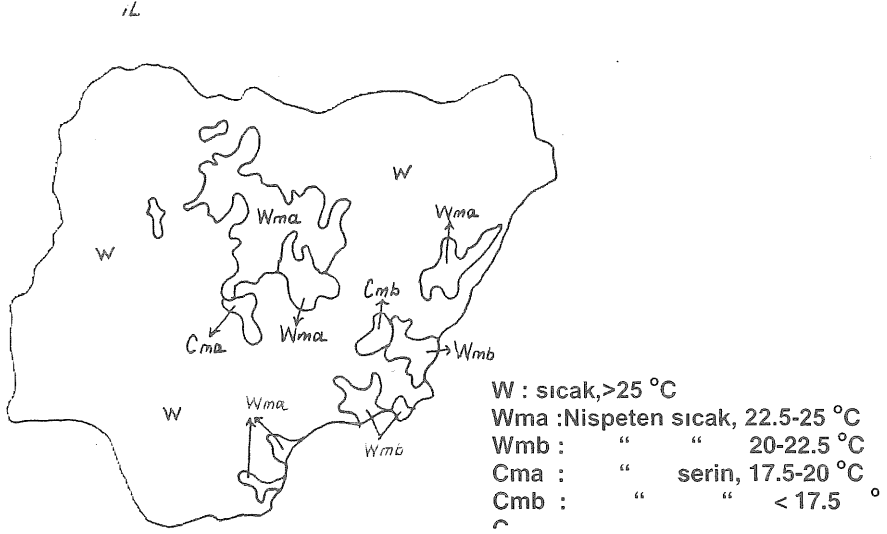 iL
W
Wma
Wma
W
Cmb
Cma
Wma
Wmb
W
Wma
Wmb
W : sıcak,>25 °C
Wma :Nispeten sıcak, 22.5-25 °C
Wmb : “ “ 20-22.5 °C
Cma : “ serin, 17.5-20 °C
Cmb : “ “ < 17.5 °